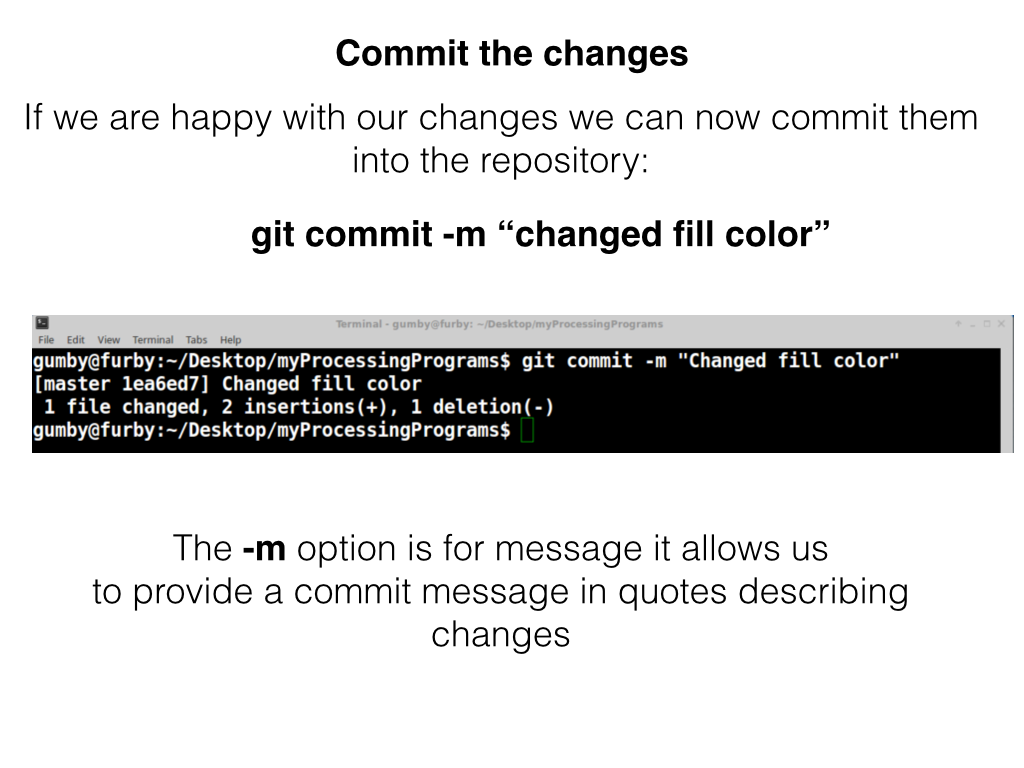 Commit the changes
If we are happy with our changes we can now commit them
into the repository:
git commit -m “changed fill color”
Terminal - gumby@furby: ~/Desktop/myProcessingPrograms
File Edit View Terminal Tabs Help
gumby@furby:~/Desktop/myProcessingPrograms$ git commit -m "Changed fill color"
[master 1ea6ed7] Changed fill color
1 file changed, 2 insertions(+), 1 deletion(-)
gumby@furby:~/Desktop/myProcessingPrograms$
The -m option is for message it allows us
to provide a commit message in quotes describing
changes